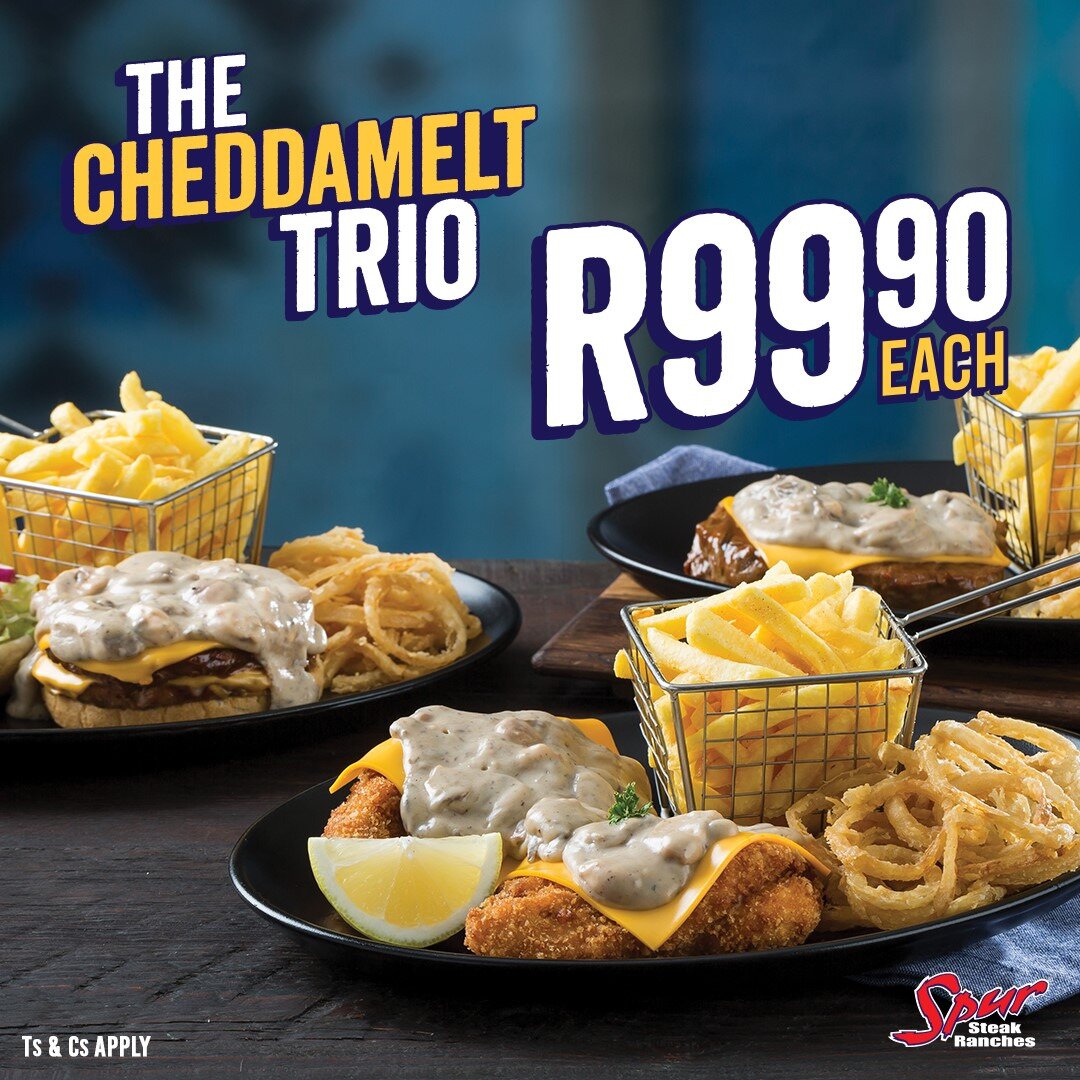 THE
CHEDDAMELT
TRIO
R9990
EACH
Ts & Cs APPLY
Spur
Steak
Ranches